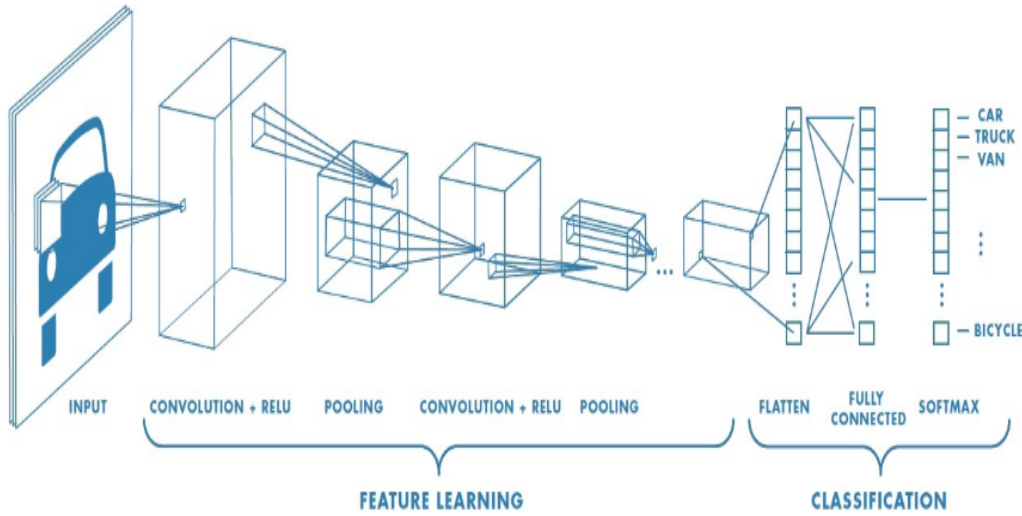 CAR
TRUCK
VAN
BICYCLE
INPUT
CONVOLUTION + RELU
POOLING
CONVOLUTION + RELU
POOLING
FLATTEN
FULLY
CONNECTED
SOFTMAX
FEATURE LEARNING
CLASSIFICATION